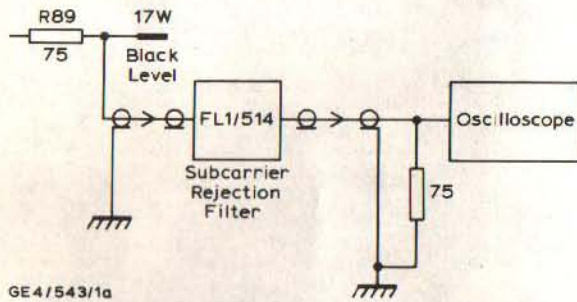 R89
75
17W
Black
Level
FL1/514
Subcarrier
Rejection
Filter
Oscilloscope
75
GE4/543/1a